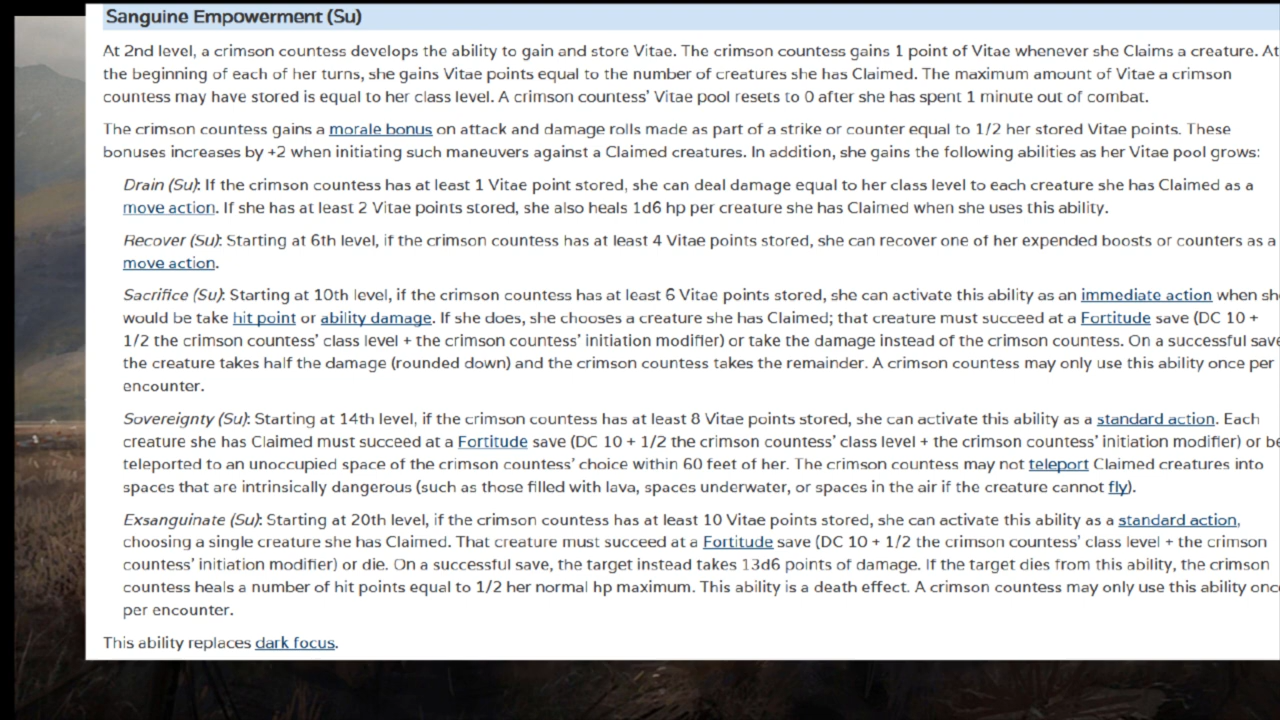 Sanguine Empowerment (Su)
At 2nd level, a crimson countess develops the ability to gain and store Vitae. The crimson countess gains 1 point of Vitae whenever she Claims a creature. At
the beginning of each of her turns, she gains Vitae points equal to the number of creatures she has Claimed. The maximum amount of Vitae a crimson
countess may have stored is equal to her class level. A crimson countess' Vitae pool resets to 0 after she has spent 1 minute out of combat.
The crimson countess gains a morale bonus on attack and damage rolls made as part of a strike or counter equal to 1/2 her stored Vitae points. These
bonuses increases by +2 when initiating such maneuvers against a Claimed creatures. In addition, she gains the following abilities as her Vitae pool grows:
Drain (Su): If the crimson countess has at least 1 Vitae point stored, she can deal damage equal to her class level to each creature she has Claimed as a
move action. If she has at least 2 Vitae points stored, she also heals 1d6 hp per creature she has Claimed when she uses this ability.
Recover (Su): Starting at 6th level, if the crimson countess has at least 4 Vitae points stored, she can recover one of her expended boosts or counters as a
move action.
Sacrifice (Su): Starting at 10th level, if the crimson countess has at least 6 Vitae points stored, she can activate this ability as an immediate action when sh
would be take hit point or ability damage. If she does, she chooses a creature she has Claimed; that creature must succeed at a Fortitude save (DC 10 +
1/2 the crimson countess' class level + the crimson countess' initiation modifier) or take the damage instead of the crimson countess. On a successful save
the creature takes half the damage (rounded down) and the crimson countess takes the remainder. A crimson countess may only use this ability once per
encounter.
Sovereignty (Su): Starting at 14th level, if the crimson countess has at least 8 Vitae points stored, she can activate this ability as a standard action. Each
creature she has Claimed must succeed at a Fortitude save (DC 10 + 1/2 the crimson countess' class level + the crimson countess' initiation modifier) or be
teleported to an unoccupied space of the crimson countess' choice within 60 feet of her. The crimson countess may not teleport Claimed creatures into
spaces that are intrinsically dangerous (such as those filled with lava, spaces underwater, or spaces in the air if the creature cannot fly).
Exsanguinate (Su): Starting at 20th level, if the crimson countess has at least 10 Vitae points stored, she can activate this ability as a standard action,
choosing a single creature she has Claimed. That creature must succeed at a Fortitude save (DC 10 + 1/2 the crimson countess' class level + the crimson
countess' initiation modifier) or die. On a successful save, the target instead takes 13d6 points of damage. If the target dies from this ability, the crimson
countess heals a number of hit points equal to 1/2 her normal hp maximum. This ability is a death effect. A crimson countess may only use this ability once
per encounter.
This ability replaces dark focus.